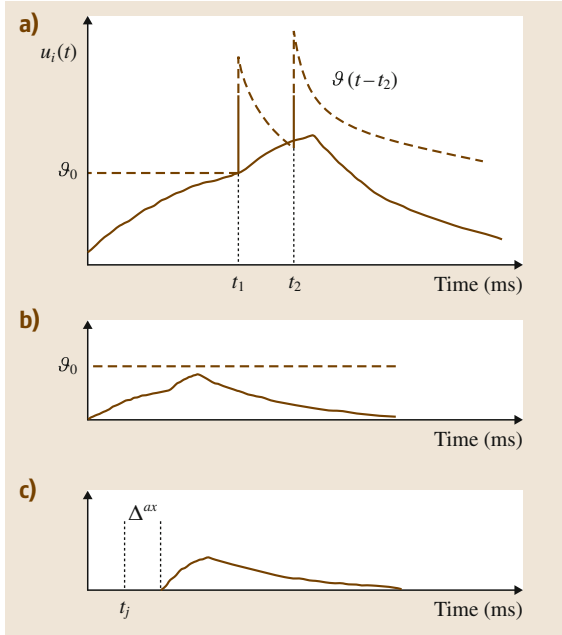 a)
u_i(t)
ϑ(t−t_2)
ϑ_0
t_1 t_2
Time (ms)
b)
ϑ_0
Time (ms)
c)
Δ^{ax}
t_j
Time (ms)